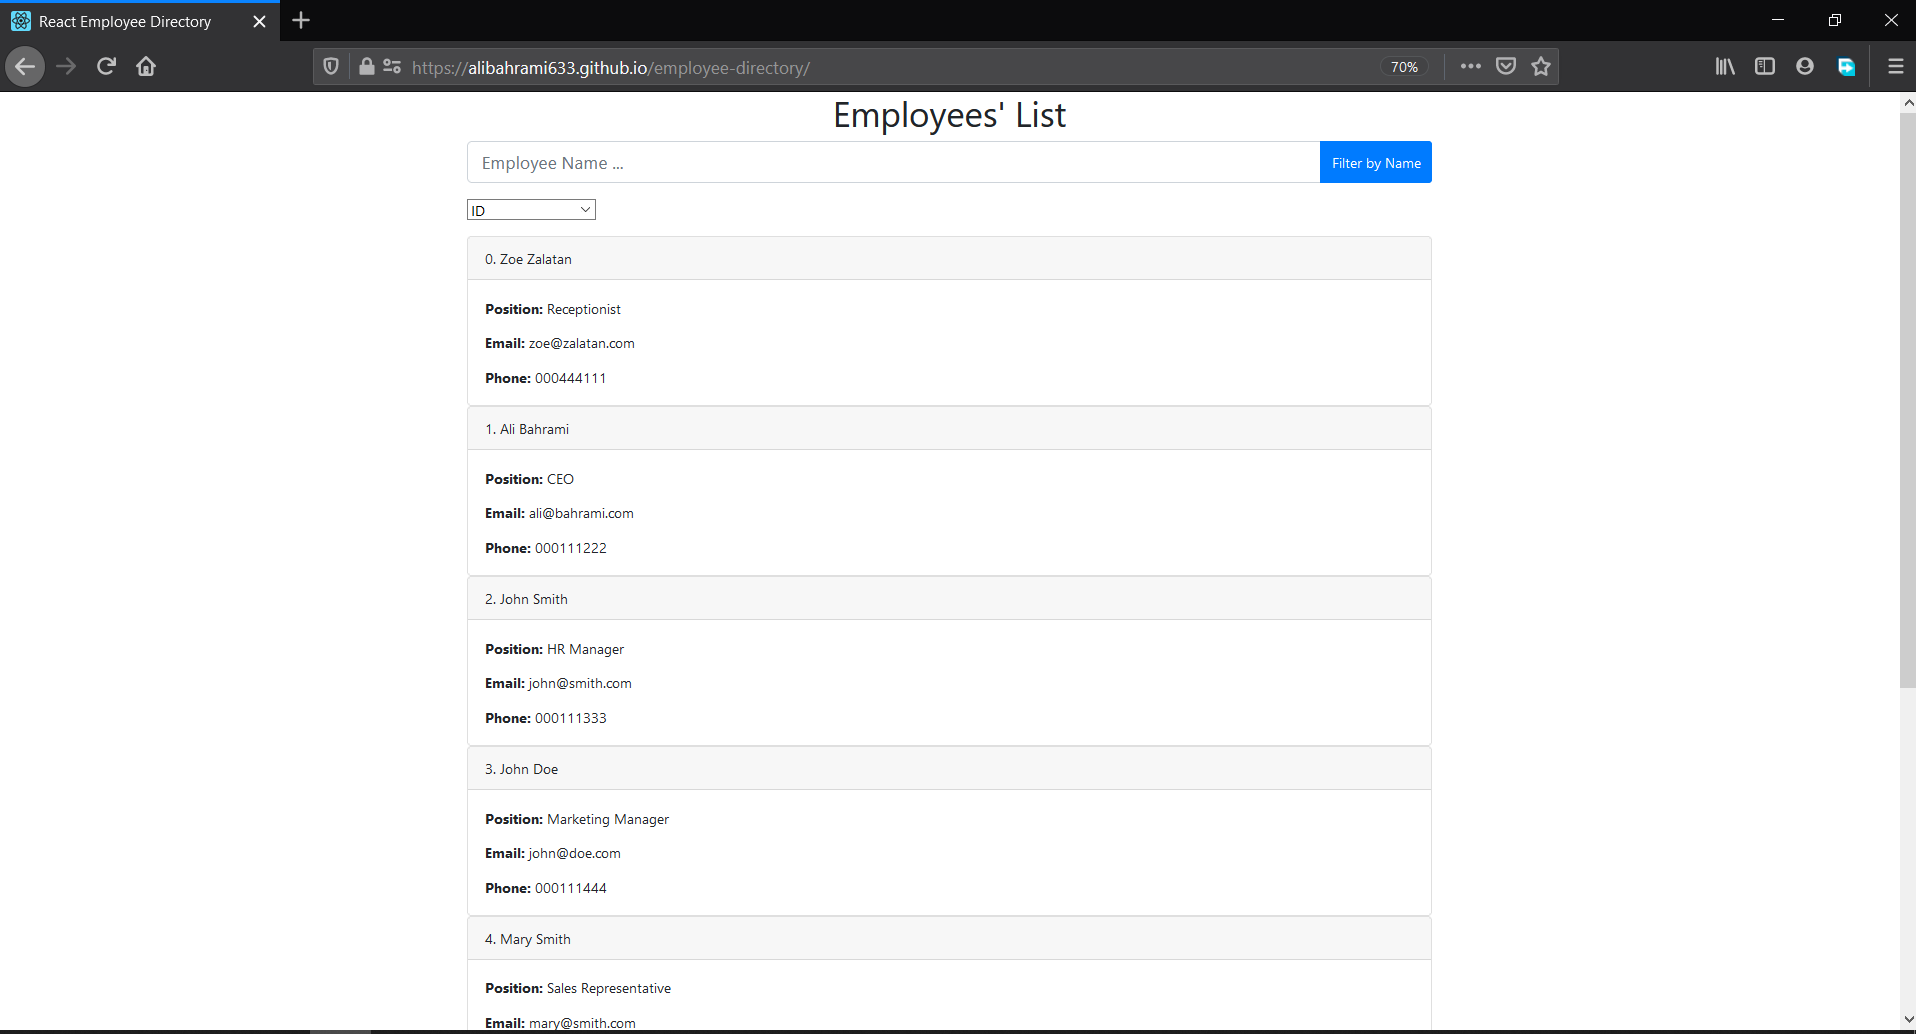 React Employee Directory
https://alibahrami633.github.io/employee-directory/
70%
Employees' List
Employee Name ...
Filter by Name
ID
0. Zoe Zalatan
Position: Receptionist
Email: zoe@zalatan.com
Phone: 000444111
1. Ali Bahrami
Position: CEO
Email: ali@bahrami.com
Phone: 000111222
2. John Smith
Position: HR Manager
Email: john@smith.com
Phone: 000111333
3. John Doe
Position: Marketing Manager
Email: john@doe.com
Phone: 000111444
4. Mary Smith
Position: Sales Representative
Email: mary@smith.com